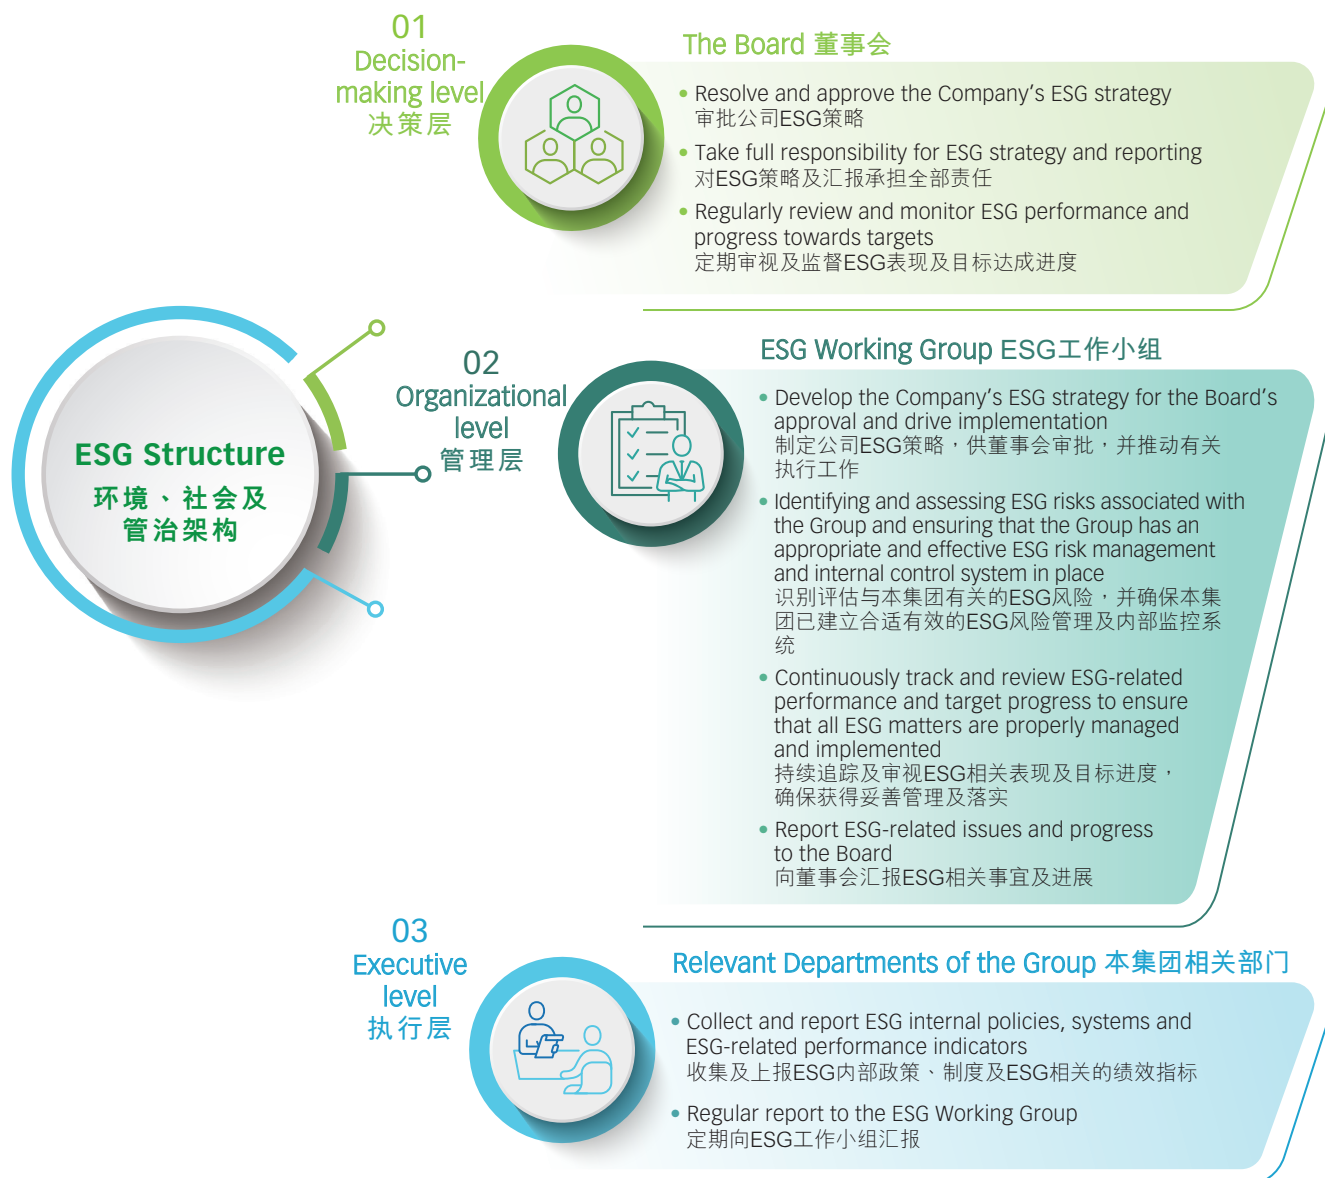 01
Decision-
making level
决策层
The Board 董事会
• Resolve and approve the Company's ESG strategy
审批公司ESG策略
• Take full responsibility for ESG strategy and reporting
对ESG策略及汇报承担全部责任
• Regularly review and monitor ESG performance and
progress towards targets
定期审视及监督ESG表现及目标达成进度
ESG Structure
环境、社会及
管治架构
02
Organizational
level
管理层
ESG Working Group ESG工作小组
• Develop the Company's ESG strategy for the Board's
approval and drive implementation
制定公司ESG策略，供董事会审批，并推动有关
执行工作
• Identifying and assessing ESG risks associated with
the Group and ensuring that the Group has an
appropriate and effective ESG risk management
and internal control system in place
识别评估与本集团有关的ESG风险，并确保本集
团已建立合适有效的ESG风险管理及内部监控系
统
• Continuously track and review ESG-related
performance and target progress to ensure
that all ESG matters are properly managed
and implemented
持续追踪及审视ESG相关表现及目标进度，
确保获得妥善管理及落实
• Report ESG-related issues and progress
to the Board
向董事会汇报ESG相关事宜及进展
03
Executive
level
执行层
Relevant Departments of the Group 本集团相关部门
• Collect and report ESG internal policies, systems and
ESG-related performance indicators
收集及上报ESG内部政策、制度及ESG相关的绩效指标
• Regular report to the ESG Working Group
定期向ESG工作小组汇报